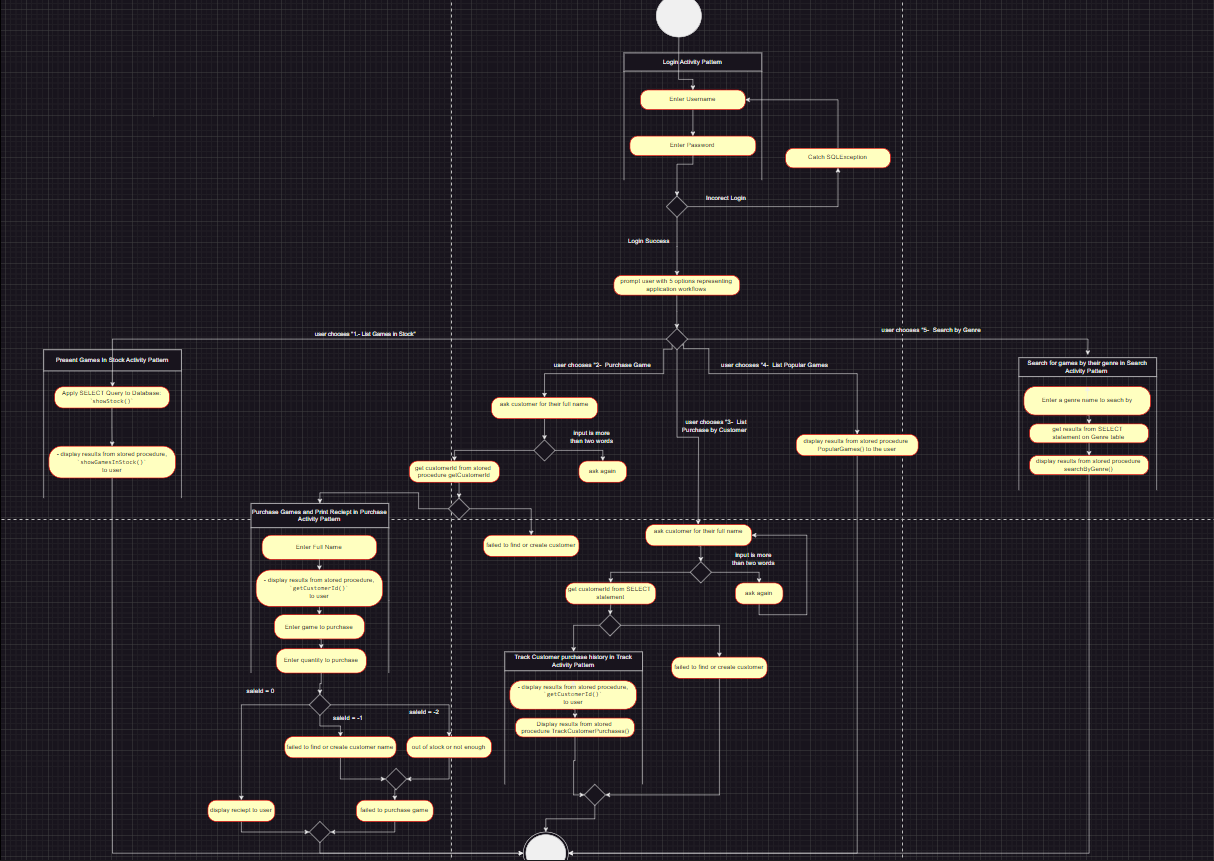 Login Activity Pattern
Enter Username
Enter Password
Catch SQLException
Incorect Login
Login Success
prompt user with 5 options representing
application workflows
user chooses "1.- List Games in Stock"
user chooses "5- Search by Genre
Present Games in Stock Activity Pattern
Apply SELECT Query to Database:
`showStock()`
- display results from stored procedure,
`showGamesInStock()`
to user
user chooses "2- Purchase Game
user chooses "4- List Popular Games
Search for games by their genre in Search
Activity Pattern
Enter a genre name to seach by
get results from SELECT
statement on Genre table
display results from stored procedure
searchByGenre()
ask customer for their full name
input is more
than two words
user chooses "3- List
Purchase by Customer
display results from stored procedure
PopularGames() to the user
get customerId from stored
procedure getCustomerId
ask again
Purchase Games and Print Reciept in Purchase
Activity Pattern
Enter Full Name
- display results from stored procedure,
`getCustomerId()`
to user
Enter game to purchase
Enter quantity to purchase
failed to find or create customer
ask customer for their full name
input is more
than two words
get customerId from SELECT
statement
ask again
Track Customer purchase history in Track
Activity Pattern
failed to find or create customer
- display results from stored procedure,
`getCustomerId()`
to user
Display results from stored
procedure TrackCustomerPurchases()
saleId = 0
saleId = -1
saleId = -2
failed to find or create customer name
out of stock or not enough
display reciept to user
failed to purchase game